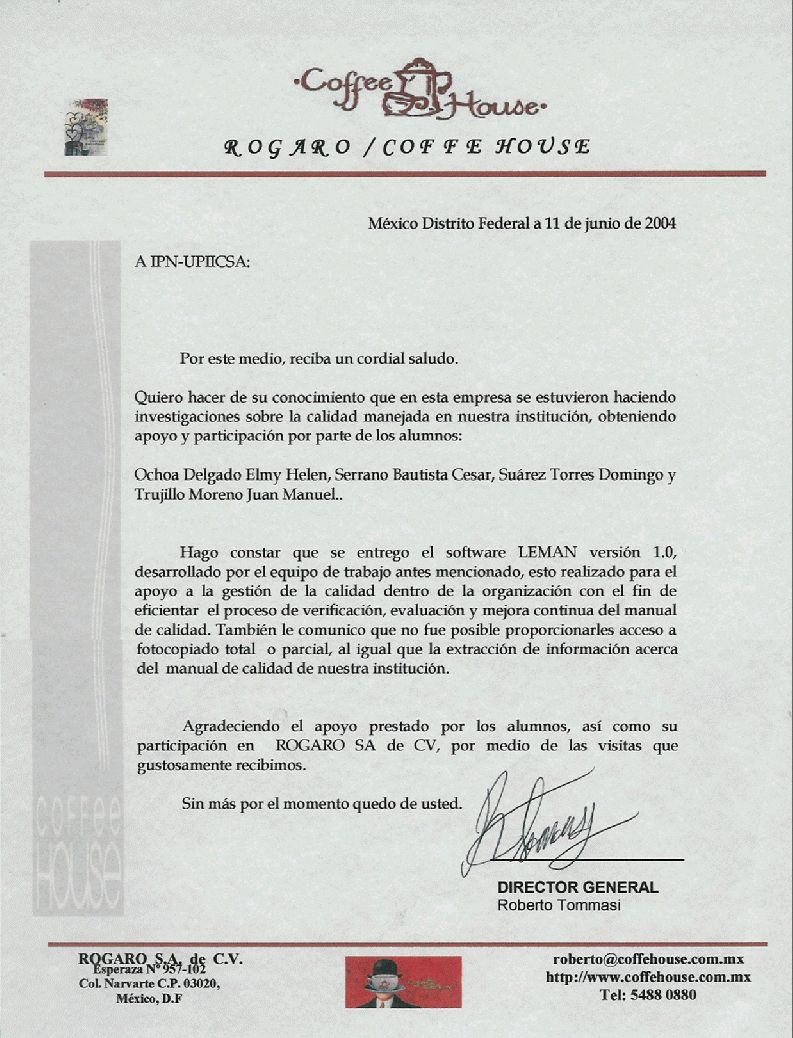 ·Coffee House·
ROGARO / COFFE HOUSE
México Distrito Federal a 11 de junio de 2004
A IPN-UPIICSA:
Por este medio, reciba un cordial saludo.
Quiero hacer de su conocimiento que en esta empresa se estuvieron haciendo
investigaciones sobre la calidad manejada en nuestra institución, obteniendo
apoyo y participación por parte de los alumnos:
Ochoa Delgado Elmy Helen, Serrano Bautista Cesar, Suárez Torres Domingo y
Trujillo Moreno Juan Manuel..
Hago constar que se entrego el software LEMAN versión 1.0,
desarrollado por el equipo de trabajo antes mencionado, esto realizado para el
apoyo a la gestión de la calidad dentro de la organización con el fin de
eficientar el proceso de verificación, evaluación y mejora continua del manual
de calidad. También le comunico que no fue posible proporcionarles acceso a
fotocopiado total o parcial, al igual que la extracción de información acerca
del manual de calidad de nuestra institución.
Agradeciendo el apoyo prestado por los alumnos, así como su
participación en ROGARO SA de CV, por medio de las visitas que
gustosamente recibimos.
Sin más por el momento quedo de usted.
DIRECTOR GENERAL
Roberto Tommasi
coffee
HOUSE
ROGARO S.A. de C.V.
Esperaza Nº 957-102
Col. Narvarte C.P. 03020,
México, D.F
roberto@coffehouse.com.mx
http://www.coffehouse.com.mx
Tel: 5488 0880